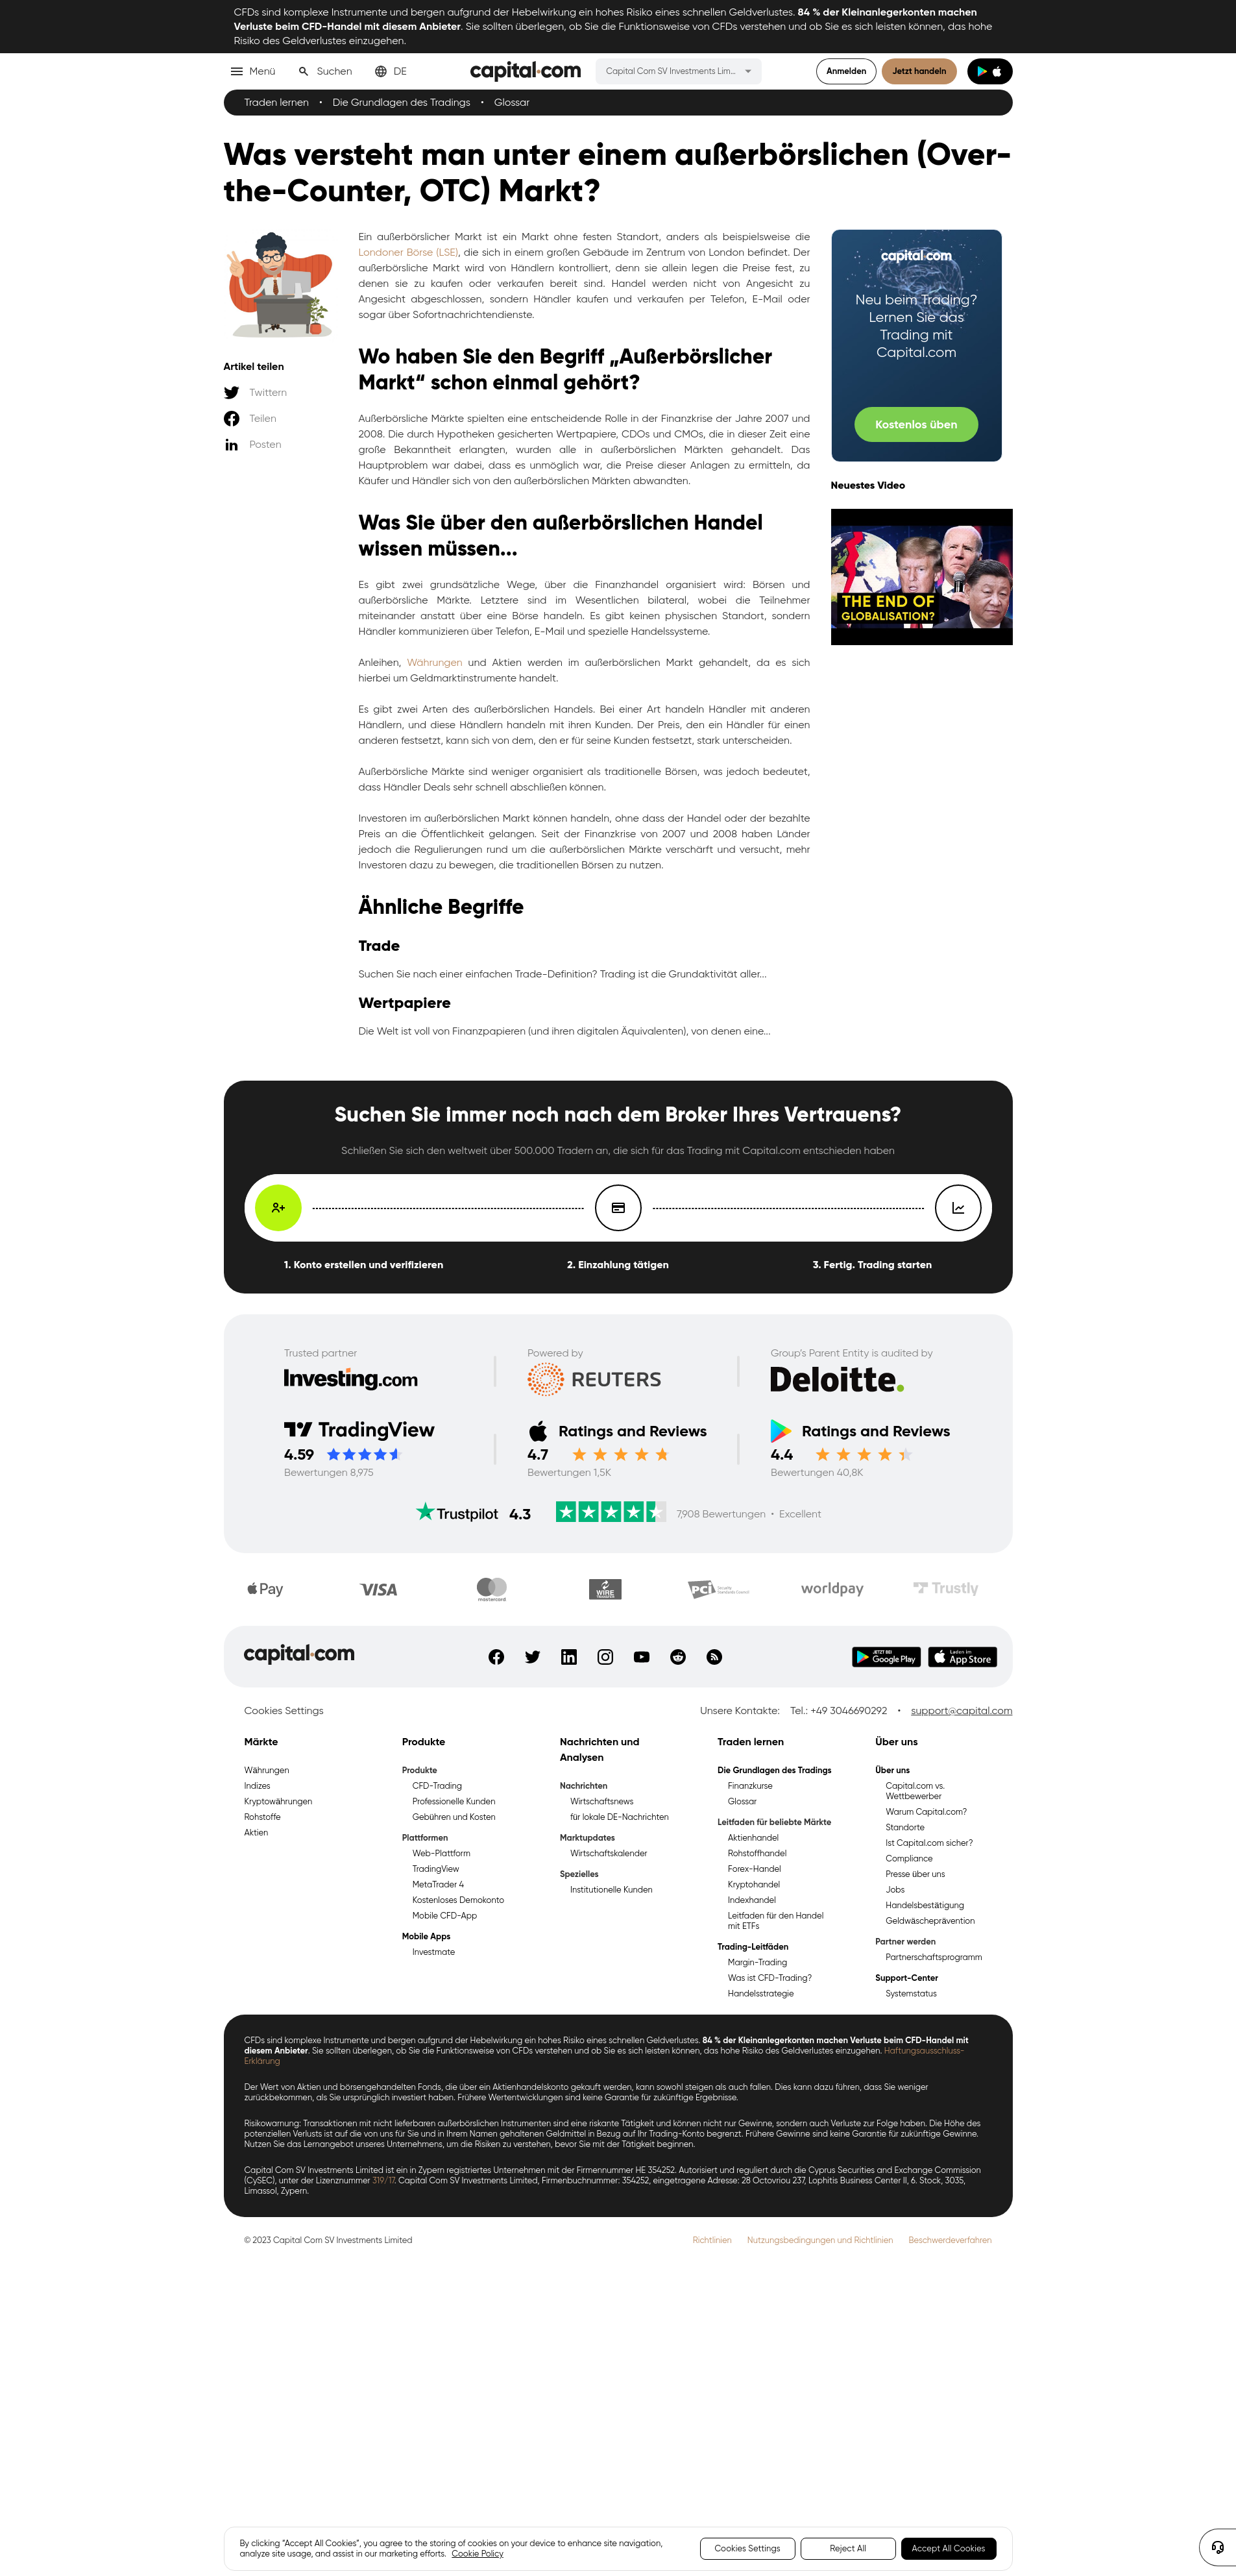 CFDs sind komplexe Instrumente und bergen aufgrund der Hebelwirkung ein hohes Risiko eines schnellen Geldverlustes. 84 % der Kleinanlegerkonten machen
Verluste beim CFD-Handel mit diesem Anbieter. Sie sollten überlegen, ob Sie die Funktionsweise von CFDs verstehen und ob Sie es sich leisten können, das hohe
Risiko des Geldverlustes einzugehen.
Menü
Suchen
DE
capital.com
Capital Com SV Investments Lim...
Anmelden
Jetzt handeln
Traden lernen • Die Grundlagen des Tradings • Glossar
Was versteht man unter einem außerbörslichen (Over-
the-Counter, OTC) Markt?
Artikel teilen
Twittern
Teilen
Posten
Ein außerbörslicher Markt ist ein Markt ohne festen Standort, anders als beispielsweise die
Londoner Börse (LSE), die sich in einem großen Gebäude im Zentrum von London befindet. Der
außerbörsliche Markt wird von Händlern kontrolliert, denn sie allein legen die Preise fest, zu
denen sie zu kaufen oder verkaufen bereit sind. Handel werden nicht von Angesicht zu
Angesicht abgeschlossen, sondern Händler kaufen und verkaufen per Telefon, E-Mail oder
sogar über Sofortnachrichtendienste.
Wo haben Sie den Begriff „Außerbörslicher
Markt“ schon einmal gehört?
Außerbörsliche Märkte spielten eine entscheidende Rolle in der Finanzkrise der Jahre 2007 und
2008. Die durch Hypotheken gesicherten Wertpapiere, CDOs und CMOs, die in dieser Zeit eine
große Bekanntheit erlangten, wurden alle in außerbörslichen Märkten gehandelt. Das
Hauptproblem war dabei, dass es unmöglich war, die Preise dieser Anlagen zu ermitteln, da
Käufer und Händler sich von den außerbörslichen Märkten abwandten.
Was Sie über den außerbörslichen Handel
wissen müssen...
Es gibt zwei grundsätzliche Wege, über die Finanzhandel organisiert wird: Börsen und
außerbörsliche Märkte. Letztere sind im Wesentlichen bilateral, wobei die Teilnehmer
miteinander anstatt über eine Börse handeln. Es gibt keinen physischen Standort, sondern
Händler kommunizieren über Telefon, E-Mail und spezielle Handelssysteme.
Anleihen, Währungen und Aktien werden im außerbörslichen Markt gehandelt, da es sich
hierbei um Geldmarktinstrumente handelt.
Es gibt zwei Arten des außerbörslichen Handels. Bei einer Art handeln Händler mit anderen
Händlern, und diese Händlern handeln mit ihren Kunden. Der Preis, den ein Händler für einen
anderen festsetzt, kann sich von dem, den er für seine Kunden festsetzt, stark unterscheiden.
Außerbörsliche Märkte sind weniger organisiert als traditionelle Börsen, was jedoch bedeutet,
dass Händler Deals sehr schnell abschließen können.
Investoren im außerbörslichen Markt können handeln, ohne dass der Handel oder der bezahlte
Preis an die Öffentlichkeit gelangen. Seit der Finanzkrise von 2007 und 2008 haben Länder
jedoch die Regulierungen rund um die außerbörslichen Märkte verschärft und versucht, mehr
Investoren dazu zu bewegen, die traditionellen Börsen zu nutzen.
Ähnliche Begriffe
Trade
Suchen Sie nach einer einfachen Trade-Definition? Trading ist die Grundaktivität aller...
Wertpapiere
Die Welt ist voll von Finanzpapieren (und ihren digitalen Äquivalenten), von denen eine...
capital.com
Neu beim Trading?
Lernen Sie das
Trading mit
Capital.com
Kostenlos üben
Neuestes Video
THE END OF
GLOBALISATION?
Suchen Sie immer noch nach dem Broker Ihres Vertrauens?
Schließen Sie sich den weltweit über 500.000 Tradern an, die sich für das Trading mit Capital.com entschieden haben
1. Konto erstellen und verifizieren
2. Einzahlung tätigen
3. Fertig. Trading starten
Trusted partner
Investing.com
Powered by
REUTERS
Group's Parent Entity is audited by
Deloitte.
TradingView
4.59
Bewertungen 8,975
Ratings and Reviews
4.7
Bewertungen 1,5K
Ratings and Reviews
4.4
Bewertungen 40,8K
Trustpilot 4.3
7,908 Bewertungen • Excellent
Pay
VISA
mastercard
WIRE
TRANSFER
PCI Security Standards Council
worldpay
Trustly
capital.com
JETZT BEI
Google Play
Laden im
App Store
Cookies Settings
Unsere Kontakte: Tel.: +49 3046690292 • support@capital.com
Märkte
Währungen
Indizes
Kryptowährungen
Rohstoffe
Aktien
Produkte
Produkte
CFD-Trading
Professionelle Kunden
Gebühren und Kosten
Plattformen
Web-Plattform
TradingView
MetaTrader 4
Kostenloses Demokonto
Mobile CFD-App
Mobile Apps
Investmate
Nachrichten und
Analysen
Nachrichten
Wirtschaftsnews
für lokale DE-Nachrichten
Marktupdates
Wirtschaftskalender
Spezielles
Institutionelle Kunden
Traden lernen
Die Grundlagen des Tradings
Finanzkurse
Glossar
Leitfaden für beliebte Märkte
Aktienhandel
Rohstoffhandel
Forex-Handel
Kryptohandel
Indexhandel
Leitfaden für den Handel
mit ETFs
Trading-Leitfäden
Margin-Trading
Was ist CFD-Trading?
Handelsstrategie
Über uns
Über uns
Capital.com vs.
Wettbewerber
Warum Capital.com?
Standorte
Ist Capital.com sicher?
Compliance
Presse über uns
Jobs
Handelsbestätigung
Geldwäscheprävention
Partner werden
Partnerschaftsprogramm
Support-Center
Systemstatus
CFDs sind komplexe Instrumente und bergen aufgrund der Hebelwirkung ein hohes Risiko eines schnellen Geldverlustes. 84 % der Kleinanlegerkonten machen Verluste beim CFD-Handel mit
diesem Anbieter. Sie sollten überlegen, ob Sie die Funktionsweise von CFDs verstehen und ob Sie es sich leisten können, das hohe Risiko des Geldverlustes einzugehen. Haftungsausschluss-
Erklärung
Der Wert von Aktien und börsengehandelten Fonds, die über ein Aktienhandelskonto gekauft werden, kann sowohl steigen als auch fallen. Dies kann dazu führen, dass Sie weniger
zurückbekommen, als Sie ursprünglich investiert haben. Frühere Wertentwicklungen sind keine Garantie für zukünftige Ergebnisse.
Risikowarnung: Transaktionen mit nicht lieferbaren außerbörslichen Instrumenten sind eine riskante Tätigkeit und können nicht nur Gewinne, sondern auch Verluste zur Folge haben. Die Höhe des
potenziellen Verlusts ist auf die von uns für Sie und in Ihrem Namen gehaltenen Geldmittel in Bezug auf Ihr Trading-Konto begrenzt. Frühere Gewinne sind keine Garantie für zukünftige Gewinne.
Nutzen Sie das Lernangebot unseres Unternehmens, um die Risiken zu verstehen, bevor Sie mit der Tätigkeit beginnen.
Capital Com SV Investments Limited ist ein in Zypern registriertes Unternehmen mit der Firmennummer HE 354252. Autorisiert und reguliert durch die Cyprus Securities and Exchange Commission
(CySEC), unter der Lizenznummer 319/17. Capital Com SV Investments Limited, Firmenbuchnummer: 354252, eingetragene Adresse: 28 Octovriou 237, Lophitis Business Center II, 6. Stock, 3035,
Limassol, Zypern.
© 2023 Capital Com SV Investments Limited
Richtlinien
Nutzungsbedingungen und Richtlinien
Beschwerdeverfahren
By clicking “Accept All Cookies”, you agree to the storing of cookies on your device to enhance site navigation,
analyze site usage, and assist in our marketing efforts. Cookie Policy
Cookies Settings
Reject All
Accept All Cookies